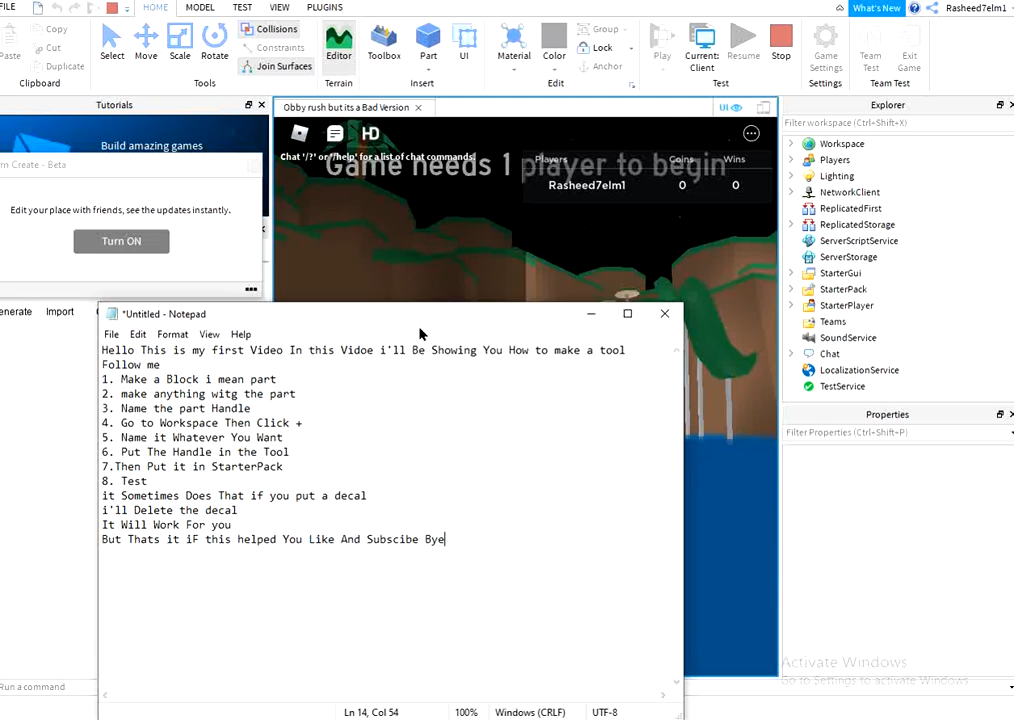 FILE HOME MODEL TEST VIEW PLUGINS What's New Rasheed7elm1
Paste Copy Cut Duplicate Clipboard
Select Move Scale Rotate Collisions Constraints Join Surfaces Tools
Editor Terrain
Toolbox Part UI Insert
Material Color Group Lock Anchor Edit
Play Current: Client Resume Stop Test
Game Settings Settings
Team Test Exit Game Team Test
Tutorials
Build amazing games
rn Create - Beta
Edit your place with friends, see the updates instantly.
Turn ON
enerate Import
Obby rush but its a Bad Version
UI
HD
Chat '/?' or '/help' for a list of chat commands.
Game needs 1 player to begin
Players Coins Wins
Rasheed7elm1 0 0
*Untitled - Notepad
File Edit Format View Help
Hello This is my first Video In this Vidoe i'll Be Showing You How to make a tool
Follow me
1. Make a Block i mean part
2. make anything witg the part
3. Name the part Handle
4. Go to Workspace Then Click +
5. Name it Whatever You Want
6. Put The Handle in the Tool
7.Then Put it in StarterPack
8. Test
it Sometimes Does That if you put a decal
i'll Delete the decal
It Will Work For you
But Thats it iF this helped You Like And Subscibe Bye
Ln 14, Col 54 100% Windows (CRLF) UTF-8
Run a command
Explorer
Filter workspace (Ctrl+Shift+X)
Workspace
Players
Lighting
NetworkClient
ReplicatedFirst
ReplicatedStorage
ServerScriptService
ServerStorage
StarterGui
StarterPack
StarterPlayer
Teams
SoundService
Chat
LocalizationService
TestService
Properties
Filter Properties (Ctrl+Shift+P)
Activate Windows
Go to Settings to activate Windows.